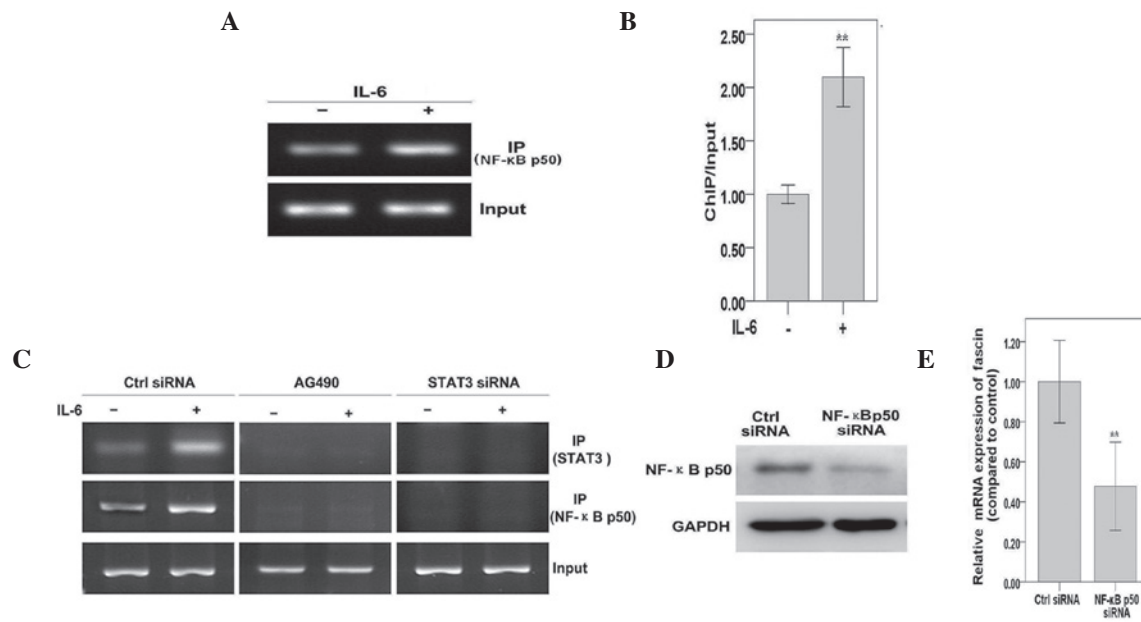 A
IL-6
– +
IP
(NF-κB p50)
Input
B
2.50
2.00
1.50
1.00
0.50
0.00
ChIP/Input
**
IL-6 - +
C
Ctrl siRNA AG490 STAT3 siRNA
IL-6 – + – + – +
IP
(STAT3)
IP
(NF-κB p50)
Input
D
Ctrl
siRNA
NF-κBp50
siRNA
NF-κB p50
GAPDH
E
Relative mRNA expression of fascin
(compared to control)
1.20
1.00
0.80
0.60
0.40
0.20
0.00
**
Ctrl siRNA
NF-κB p50
siRNA